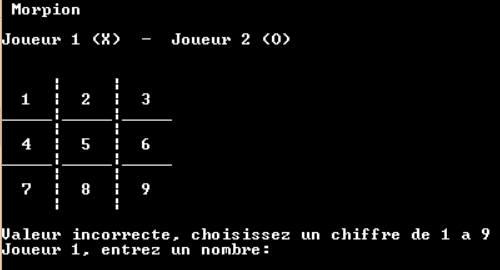 Morpion
Joueur 1 (X) - Joueur 2 (O)
1 2 3
4 5 6
7 8 9
Valeur incorrecte, choisissez un chiffre de 1 a 9
Joueur 1, entrez un nombre: